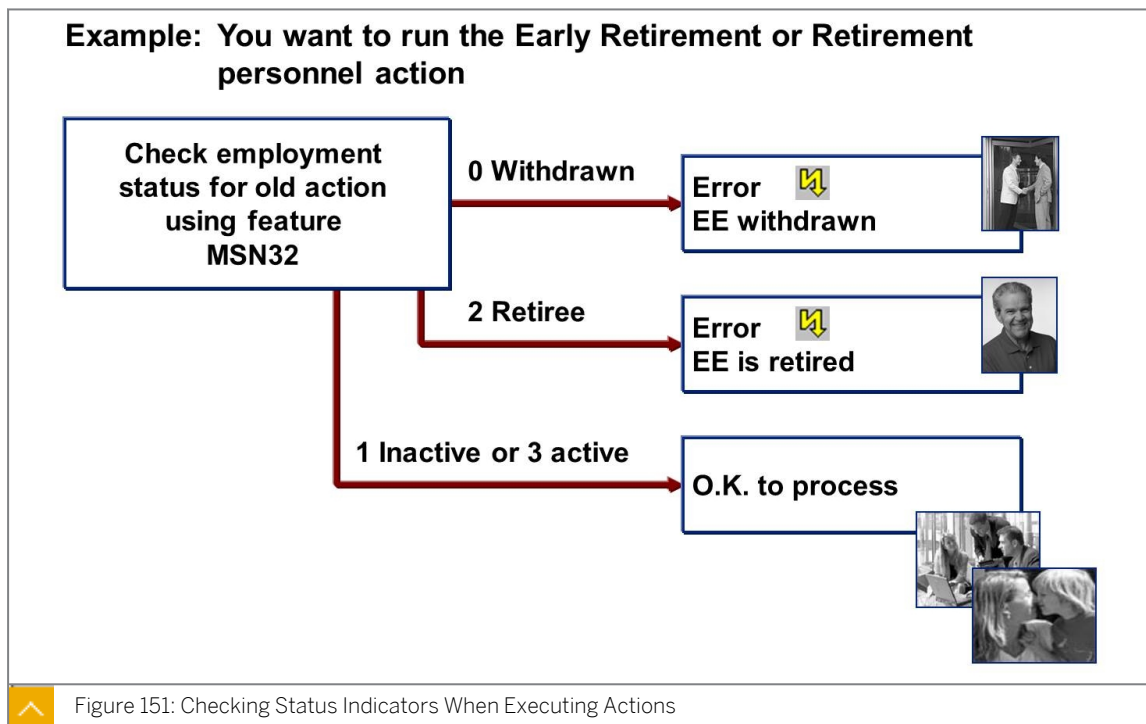 Example: You want to run the Early Retirement or Retirement
personnel action
Check employment
status for old action
using feature
MSN32
0 Withdrawn
Error
EE withdrawn
2 Retiree
Error
EE is retired
1 Inactive or 3 active
O.K. to process
Figure 151: Checking Status Indicators When Executing Actions